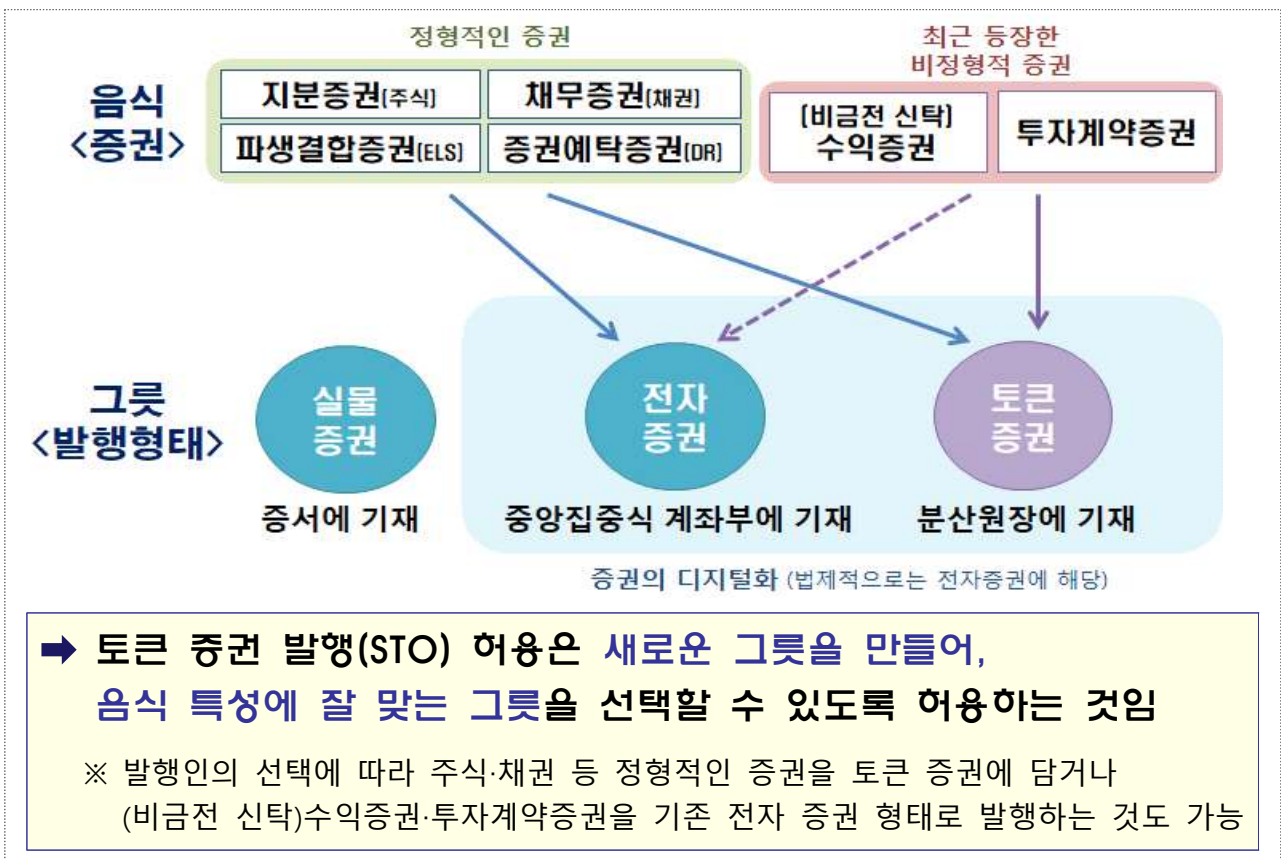 정형적인 증권
최근 등장한
비정형적 증권
음식
<증권>
지분증권(주식)
채무증권(채권)
파생결합증권(ELS)
증권예탁증권(DR)
(비금전 신탁)
수익증권
투자계약증권
그릇
<발행형태>
실물
증권
전자
증권
토큰
증권
증서에 기재
중앙집중식 계좌부에 기재
분산원장에 기재
증권의 디지털화 (법제적으로는 전자증권에 해당)
➡ 토큰 증권 발행(STO) 허용은 새로운 그릇을 만들어,
음식 특성에 잘 맞는 그릇을 선택할 수 있도록 허용하는 것임
※ 발행인의 선택에 따라 주식·채권 등 정형적인 증권을 토큰 증권에 담거나
(비금전 신탁)수익증권·투자계약증권을 기존 전자 증권 형태로 발행하는 것도 가능